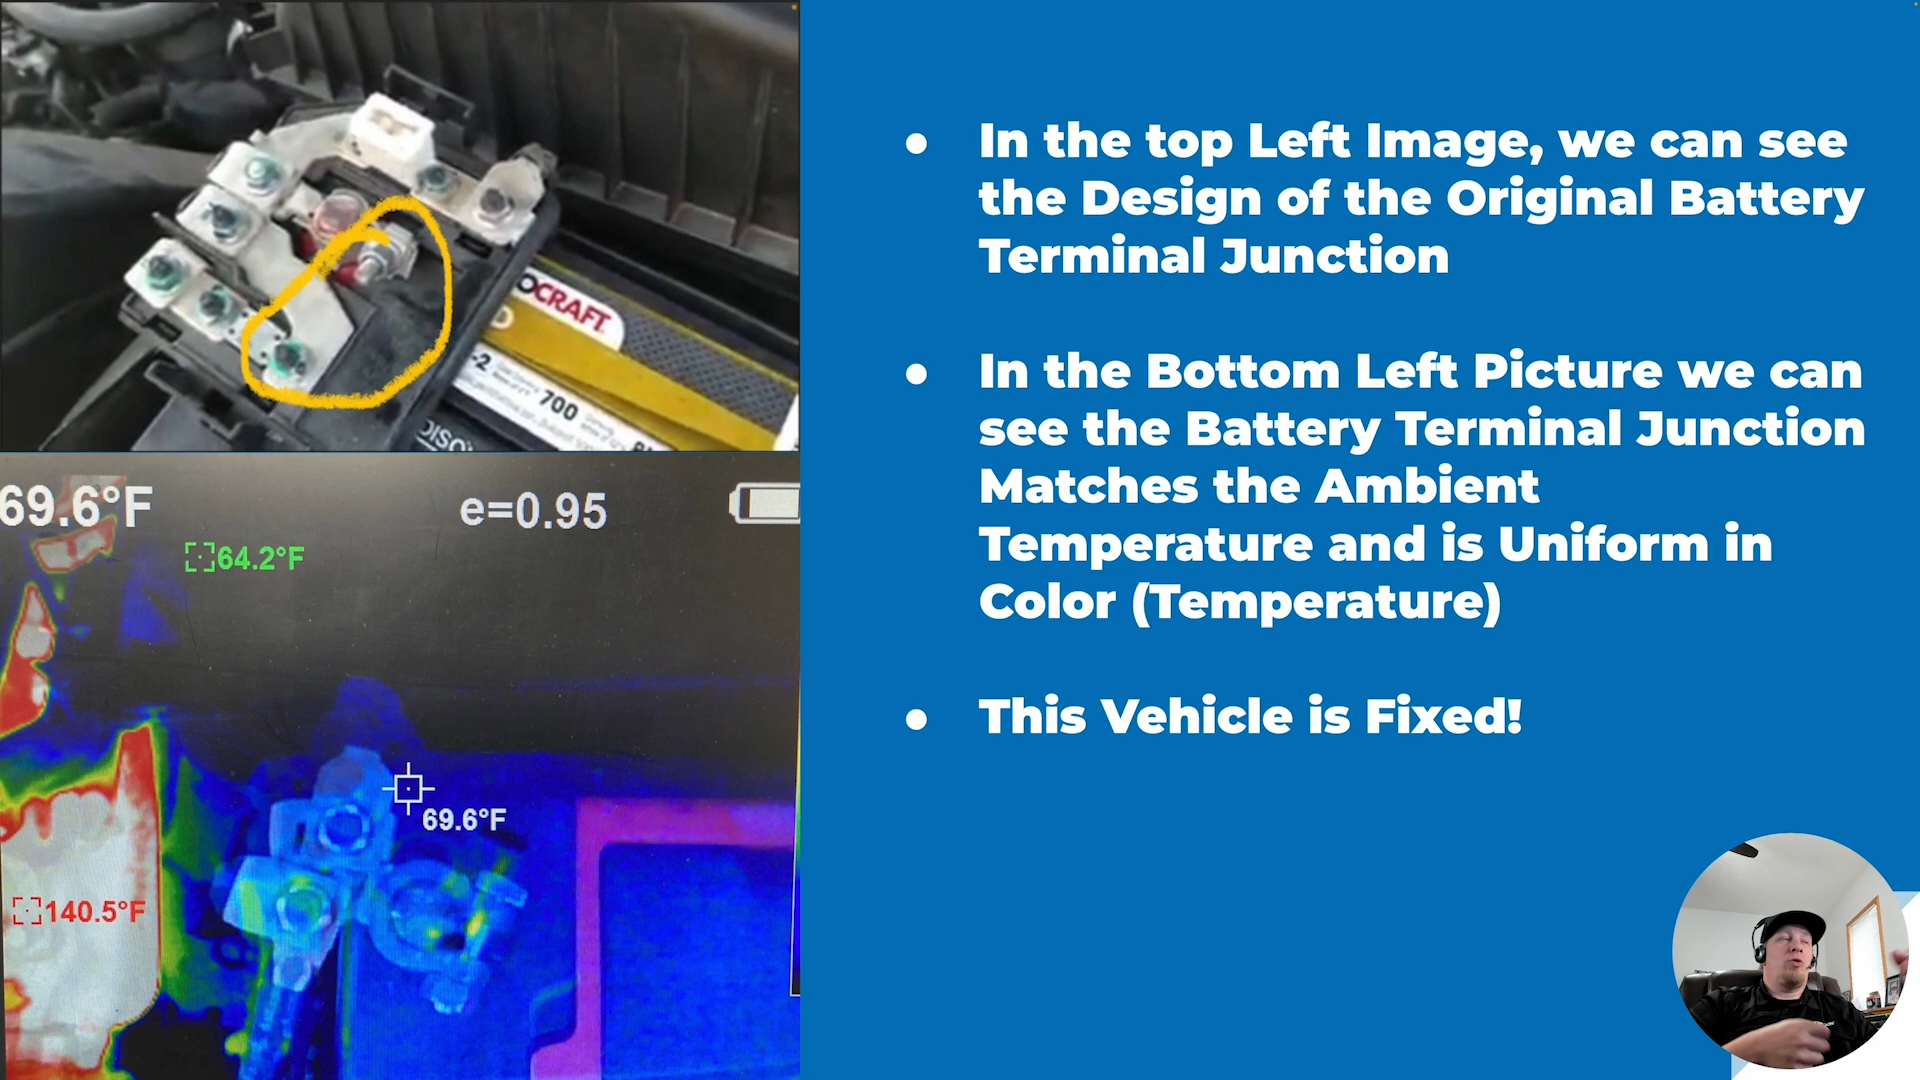 OCRAFT
-2
700
DISO
69.6°F
e=0.95
64.2°F
69.6°F
140.5°F
● In the top Left Image, we can see
the Design of the Original Battery
Terminal Junction
● In the Bottom Left Picture we can
see the Battery Terminal Junction
Matches the Ambient
Temperature and is Uniform in
Color (Temperature)
● This Vehicle is Fixed!